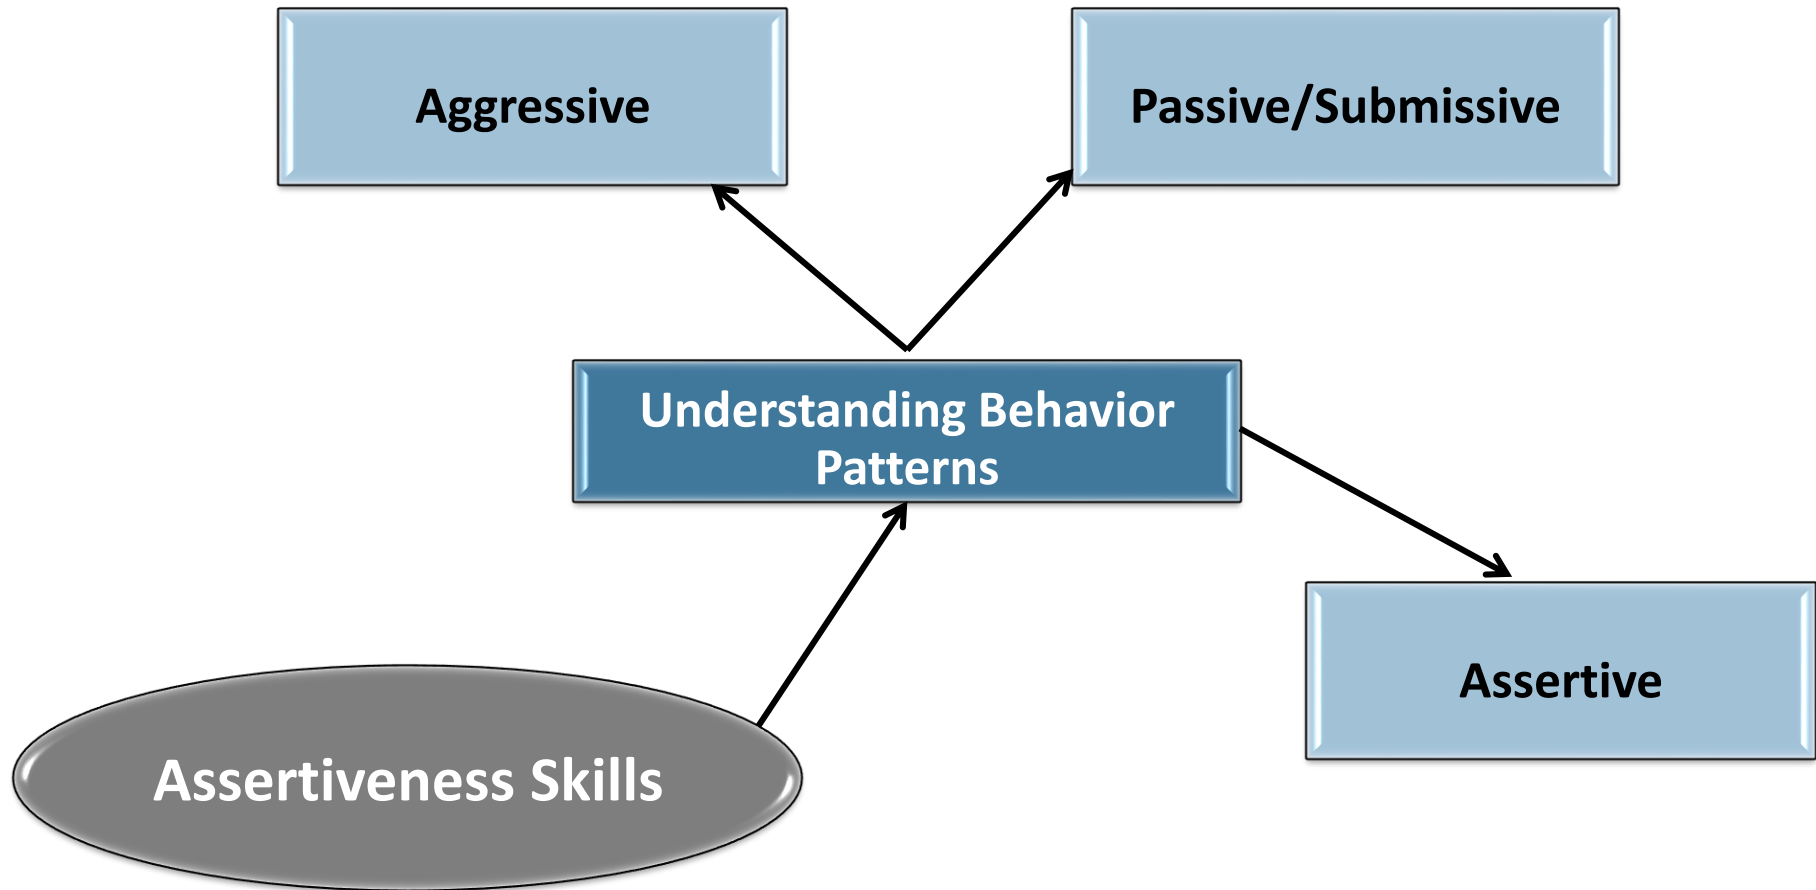 Aggressive
Passive/Submissive
Understanding Behavior
Patterns
Assertive
Assertiveness Skills